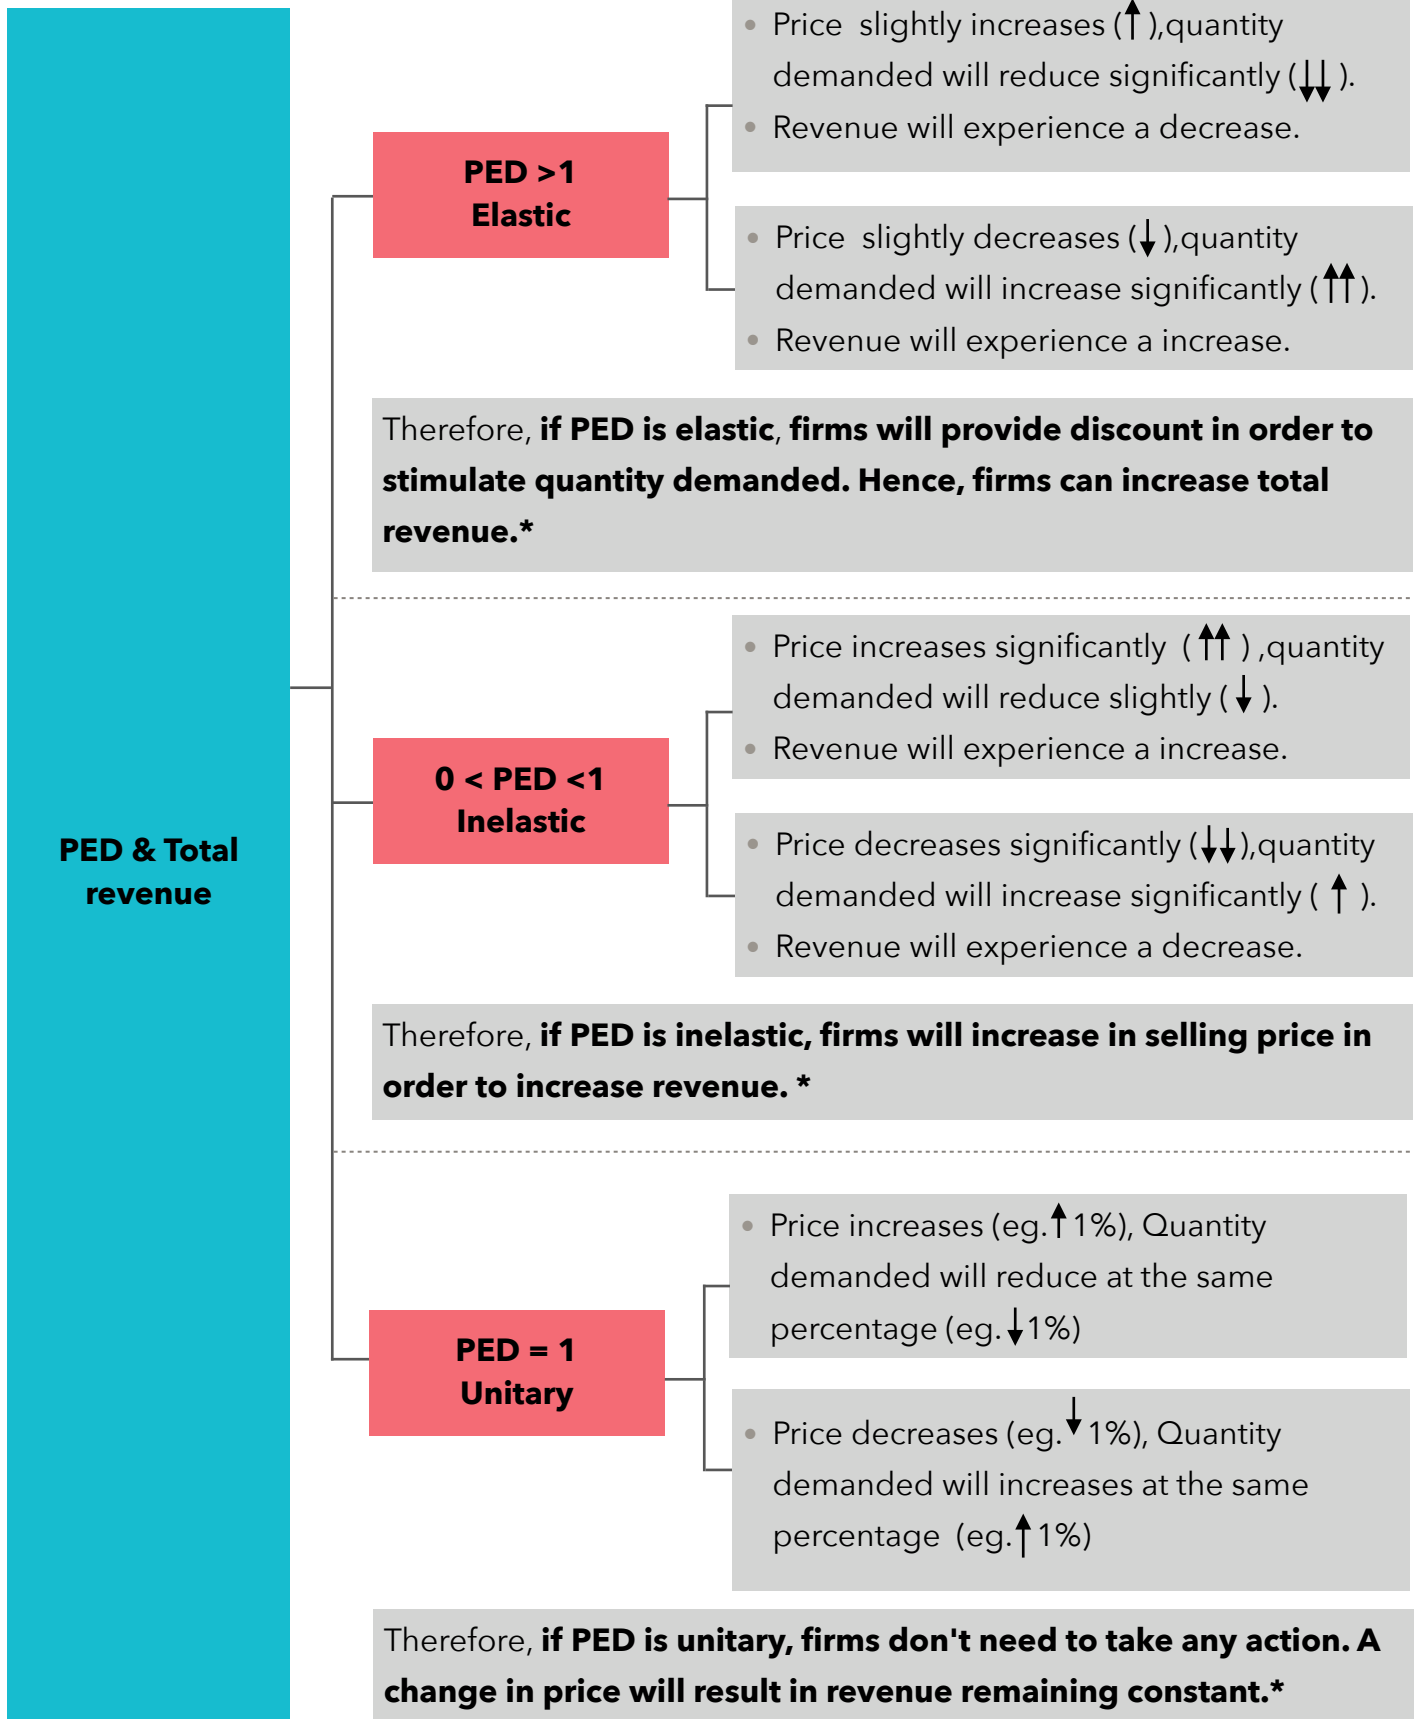 Price slightly increases (↑),quantity
demanded will reduce significantly (↓↓).
Revenue will experience a decrease.
PED >1
Elastic
Price slightly decreases (↓),quantity
demanded will increase significantly (↑↑).
Revenue will experience a increase.
Therefore, if PED is elastic, firms will provide discount in order to
stimulate quantity demanded. Hence, firms can increase total
revenue.*
Price increases significantly (↑↑) ,quantity
demanded will reduce slightly (↓).
Revenue will experience a increase.
0 < PED <1
Inelastic
PED & Total
revenue
Price decreases significantly (↓↓),quantity
demanded will increase significantly (↑).
Revenue will experience a decrease.
Therefore, if PED is inelastic, firms will increase in selling price in
order to increase revenue. *
Price increases (eg.↑1%), Quantity
demanded will reduce at the same
percentage (eg.↓1%)
PED = 1
Unitary
Price decreases (eg.↓1%), Quantity
demanded will increases at the same
percentage (eg.↑1%)
Therefore, if PED is unitary, firms don't need to take any action. A
change in price will result in revenue remaining constant.*